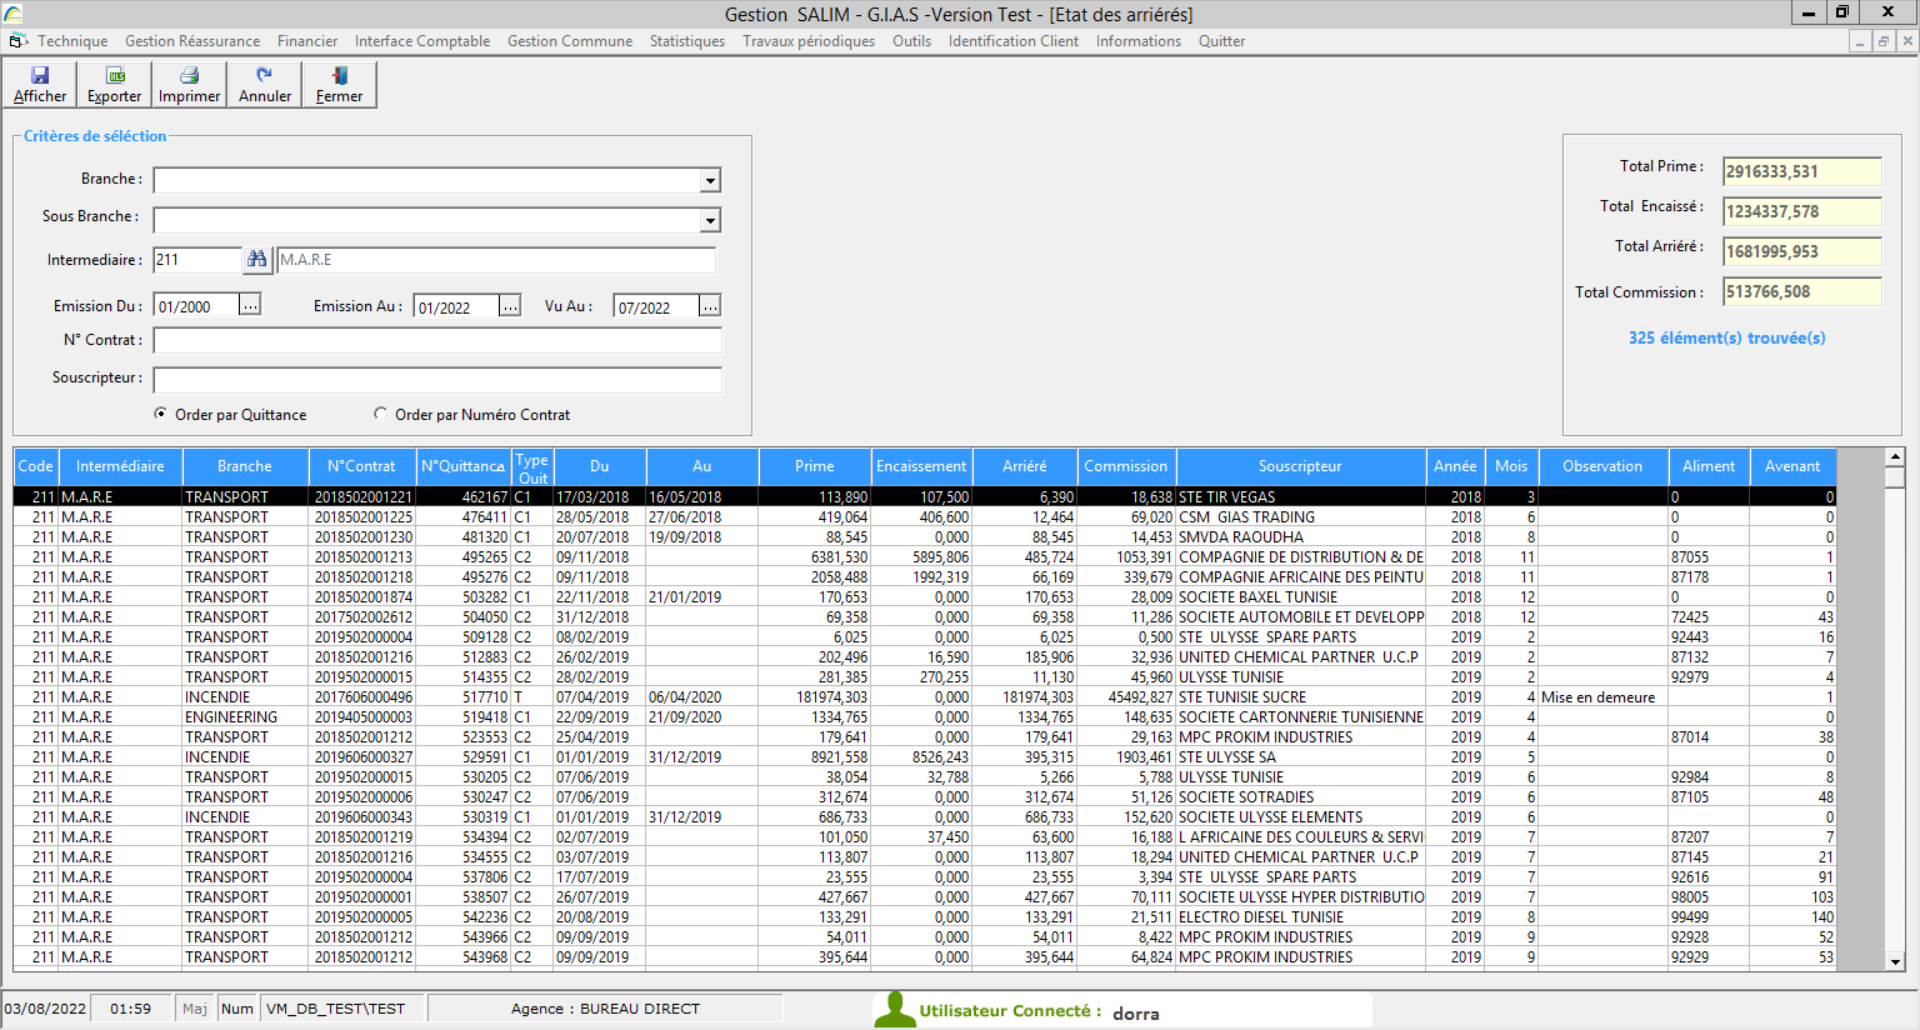 Gestion  SALIM - G.I.A.S -Version Test - [Etat des arriérés]
Technique Gestion Réassurance Financier Interface Comptable Gestion Commune Statistiques Travaux périodiques Outils Identification Client Informations Quitter
Afficher Exporter Imprimer Annuler Fermer
Critères de séléction
Branche :
Sous Branche :
Intermediaire : 211 M.A.R.E
Emission Du : 01/2000 ... Emission Au : 01/2022 ... Vu Au : 07/2022 ...
N° Contrat :
Souscripteur :
Order par Quittance Order par Numéro Contrat
Total Prime : 2916333,531
Total  Encaissé : 1234337,578
Total Arriéré : 1681995,953
Total Commission : 513766,508
325 élément(s) trouvée(s)
Code Intermédiaire Branche N°Contrat N°Quittance Type Quit Du Au Prime Encaissement Arriéré Commission Souscripteur Année Mois Observation Aliment Avenant
211 M.A.R.E TRANSPORT 2018502001221 462167 C1 17/03/2018 16/05/2018 113,890 107,500 6,390 18,638 STE TIR VEGAS 2018 3 0 0
211 M.A.R.E TRANSPORT 2018502001225 476411 C1 28/05/2018 27/06/2018 419,064 406,600 12,464 69,020 CSM  GIAS TRADING 2018 6 0 0
211 M.A.R.E TRANSPORT 2018502001230 481320 C1 20/07/2018 19/09/2018 88,545 0,000 88,545 14,453 SMVDA RAOUDHA 2018 8 0 0
211 M.A.R.E TRANSPORT 2018502001213 495265 C2 09/11/2018 6381,530 5895,806 485,724 1053,391 COMPAGNIE DE DISTRIBUTION & DE 2018 11 87055 1
211 M.A.R.E TRANSPORT 2018502001218 495276 C2 09/11/2018 2058,488 1992,319 66,169 339,679 COMPAGNIE AFRICAINE DES PEINTU 2018 11 87178 1
211 M.A.R.E TRANSPORT 2018502001874 503282 C1 22/11/2018 21/01/2019 170,653 0,000 170,653 28,009 SOCIETE BAXEL TUNISIE 2018 12 0 0
211 M.A.R.E TRANSPORT 2017502002612 504050 C2 31/12/2018 69,358 0,000 69,358 11,286 SOCIETE AUTOMOBILE ET DEVELOPP 2018 12 72425 43
211 M.A.R.E TRANSPORT 2019502000004 509128 C2 08/02/2019 6,025 0,000 6,025 0,500 STE  ULYSSE  SPARE PARTS 2019 2 92443 16
211 M.A.R.E TRANSPORT 2018502001216 512883 C2 26/02/2019 202,496 16,590 185,906 32,936 UNITED CHEMICAL PARTNER  U.C.P 2019 2 87132 7
211 M.A.R.E TRANSPORT 2019502000015 514355 C2 28/02/2019 281,385 270,255 11,130 45,960 ULYSSE TUNISIE 2019 2 92979 4
211 M.A.R.E INCENDIE 2017606000496 517710 T 07/04/2019 06/04/2020 181974,303 0,000 181974,303 45492,827 STE TUNISIE SUCRE 2019 4 Mise en demeure 1
211 M.A.R.E ENGINEERING 2019405000003 519418 C1 22/09/2019 21/09/2020 1334,765 0,000 1334,765 148,635 SOCIETE CARTONNERIE TUNISIENNE 2019 4 0
211 M.A.R.E TRANSPORT 2018502001212 523553 C2 25/04/2019 179,641 0,000 179,641 29,163 MPC PROKIM INDUSTRIES 2019 4 87014 38
211 M.A.R.E INCENDIE 2019606000327 529591 C1 01/01/2019 31/12/2019 8921,558 8526,243 395,315 1903,461 STE ULYSSE SA 2019 5 0
211 M.A.R.E TRANSPORT 2019502000015 530205 C2 07/06/2019 38,054 32,788 5,266 5,788 ULYSSE TUNISIE 2019 6 92984 8
211 M.A.R.E TRANSPORT 2019502000006 530247 C2 07/06/2019 312,674 0,000 312,674 51,126 SOCIETE SOTRADIES 2019 6 87105 48
211 M.A.R.E INCENDIE 2019606000343 530319 C1 01/01/2019 31/12/2019 686,733 0,000 686,733 152,620 SOCIETE ULYSSE ELEMENTS 2019 6 0
211 M.A.R.E TRANSPORT 2018502001219 534394 C2 02/07/2019 101,050 37,450 63,600 16,188 L AFRICAINE DES COULEURS & SERVI 2019 7 87207 7
211 M.A.R.E TRANSPORT 2018502001216 534555 C2 03/07/2019 113,807 0,000 113,807 18,294 UNITED CHEMICAL PARTNER  U.C.P 2019 7 87145 21
211 M.A.R.E TRANSPORT 2019502000004 537806 C2 17/07/2019 23,555 0,000 23,555 3,394 STE  ULYSSE  SPARE PARTS 2019 7 92616 91
211 M.A.R.E TRANSPORT 2019502000001 538507 C2 26/07/2019 427,667 0,000 427,667 70,111 SOCIETE ULYSSE HYPER DISTRIBUTIO 2019 7 98005 103
211 M.A.R.E TRANSPORT 2019502000005 542236 C2 20/08/2019 133,291 0,000 133,291 21,511 ELECTRO DIESEL TUNISIE 2019 8 99499 140
211 M.A.R.E TRANSPORT 2018502001212 543966 C2 09/09/2019 54,011 0,000 54,011 8,422 MPC PROKIM INDUSTRIES 2019 9 92928 52
211 M.A.R.E TRANSPORT 2018502001212 543968 C2 09/09/2019 395,644 0,000 395,644 64,824 MPC PROKIM INDUSTRIES 2019 9 92929 53
03/08/2022 01:59 Maj Num VM_DB_TEST\TEST Agence : BUREAU DIRECT Utilisateur Connecté : dorra